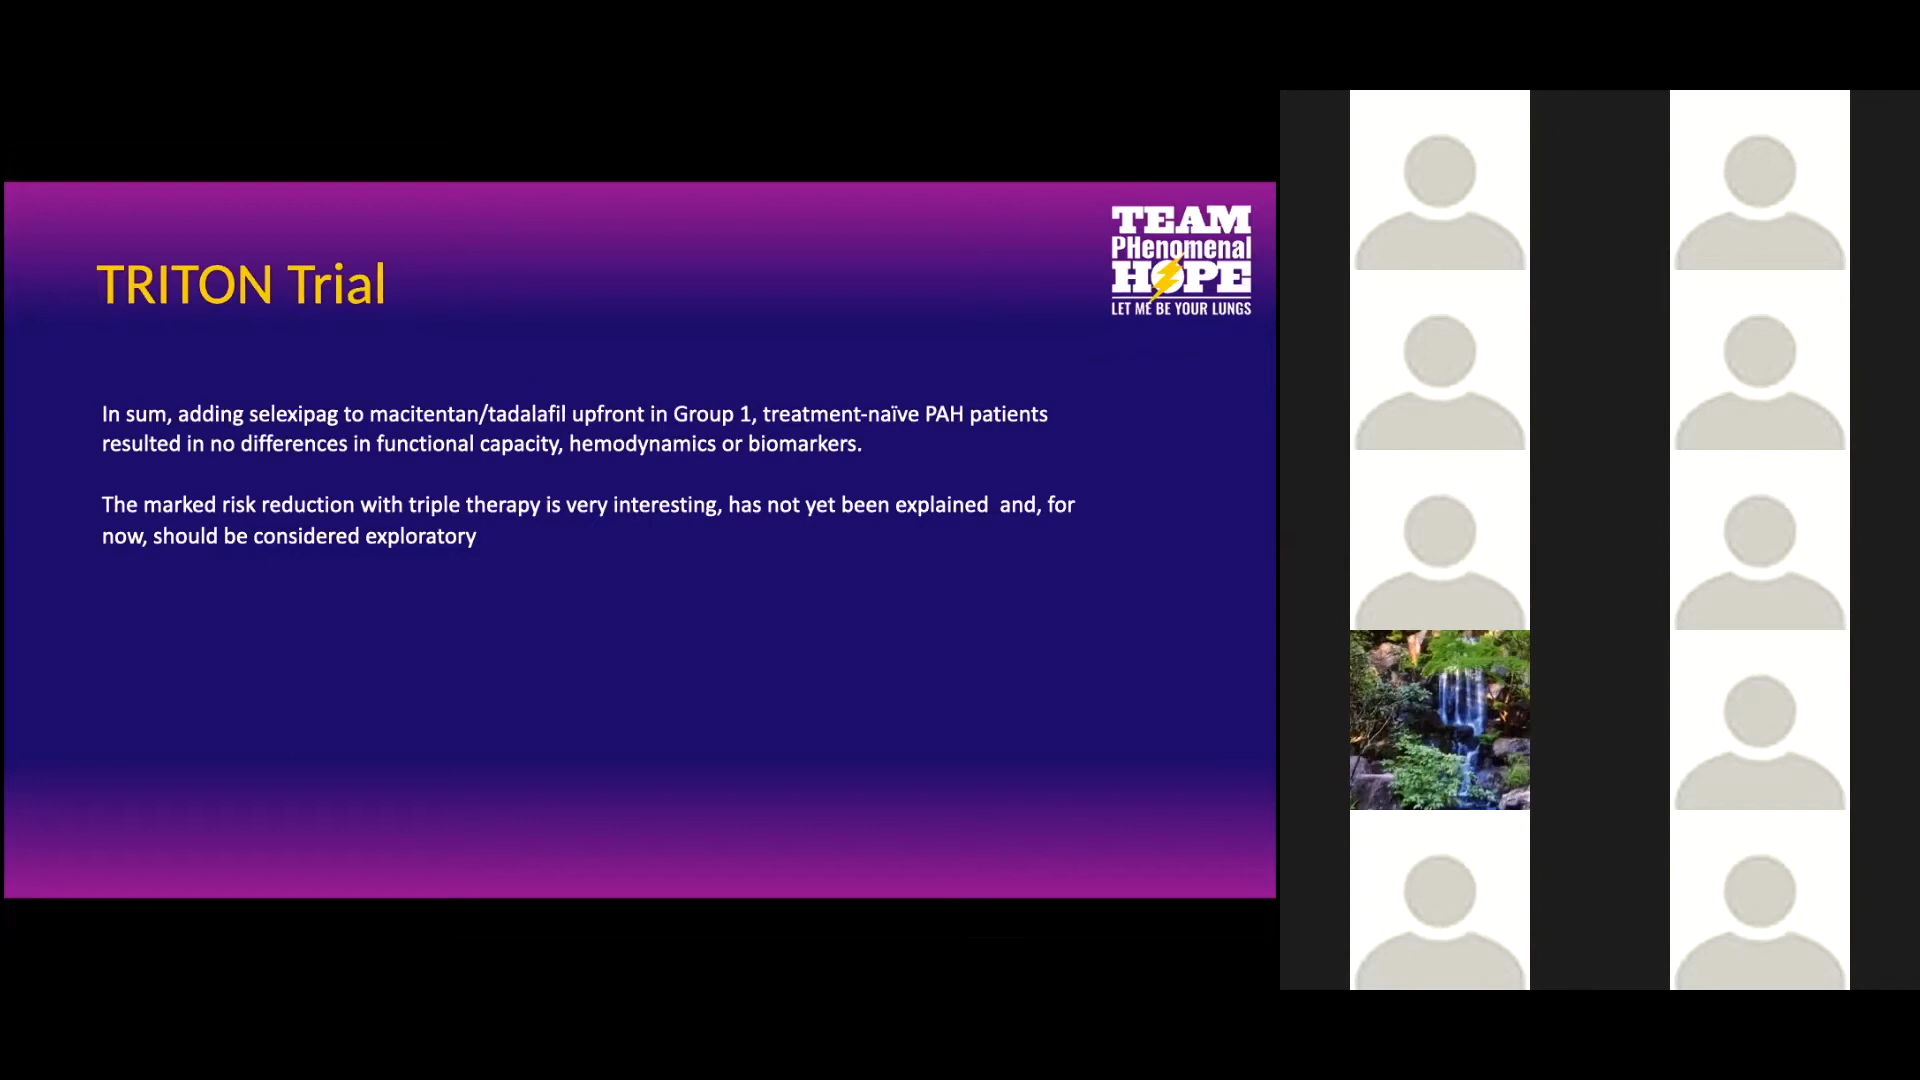 TRITON Trial
TEAM
PHenomenal
HOPE
LET ME BE YOUR LUNGS
In sum, adding selexipag to macitentan/tadalafil upfront in Group 1, treatment-naïve PAH patients
resulted in no differences in functional capacity, hemodynamics or biomarkers.
The marked risk reduction with triple therapy is very interesting, has not yet been explained  and, for
now, should be considered exploratory